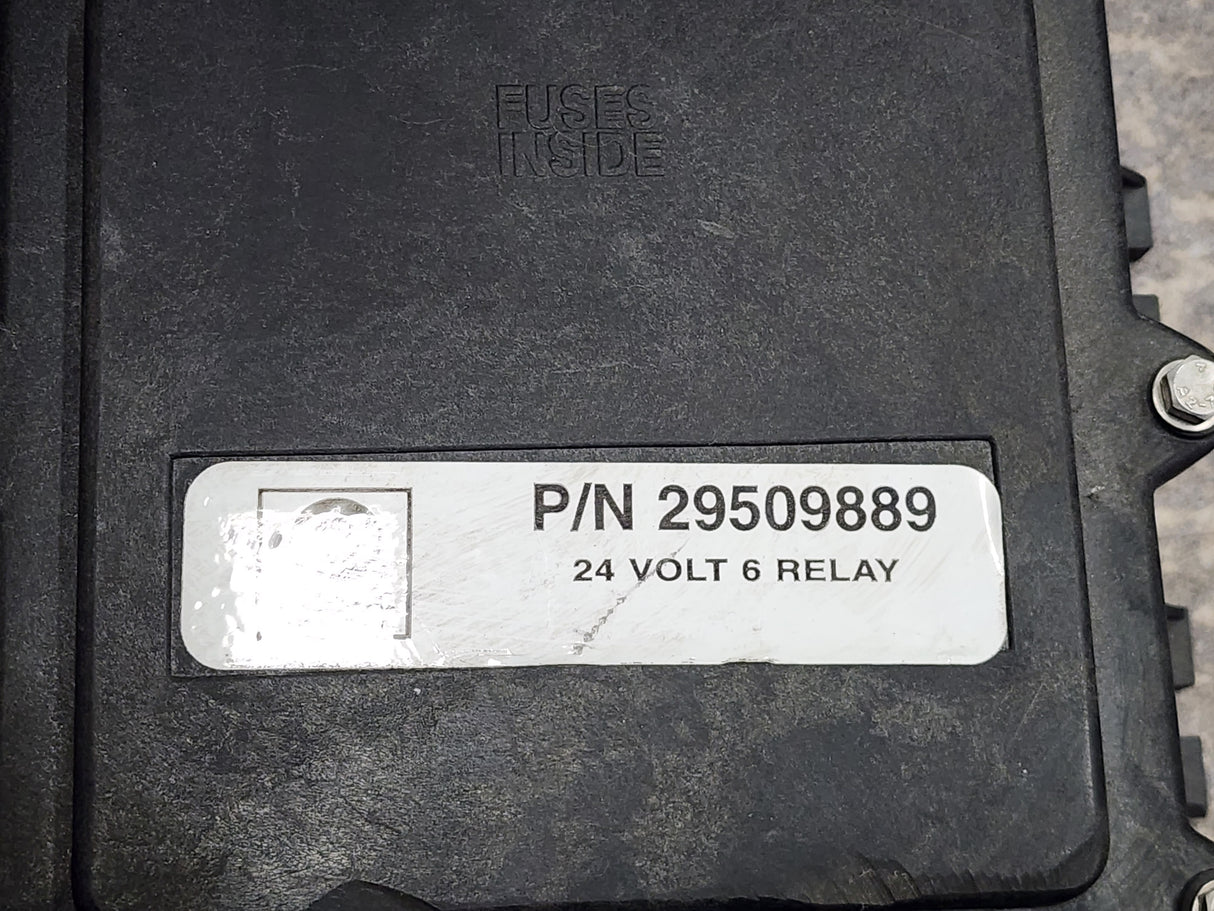 FUSES
INSIDE
P/N 29509889
24 VOLT 6 RELAY